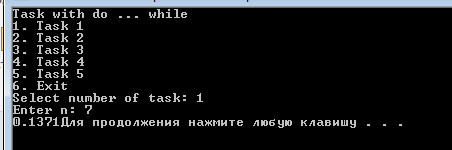 Task with do ... while
1. Task 1
2. Task 2
3. Task 3
4. Task 4
5. Task 5
6. Exit
Select number of task: 1
Enter n: 7
0.1371Для продолжения нажмите любую клавишу . . .